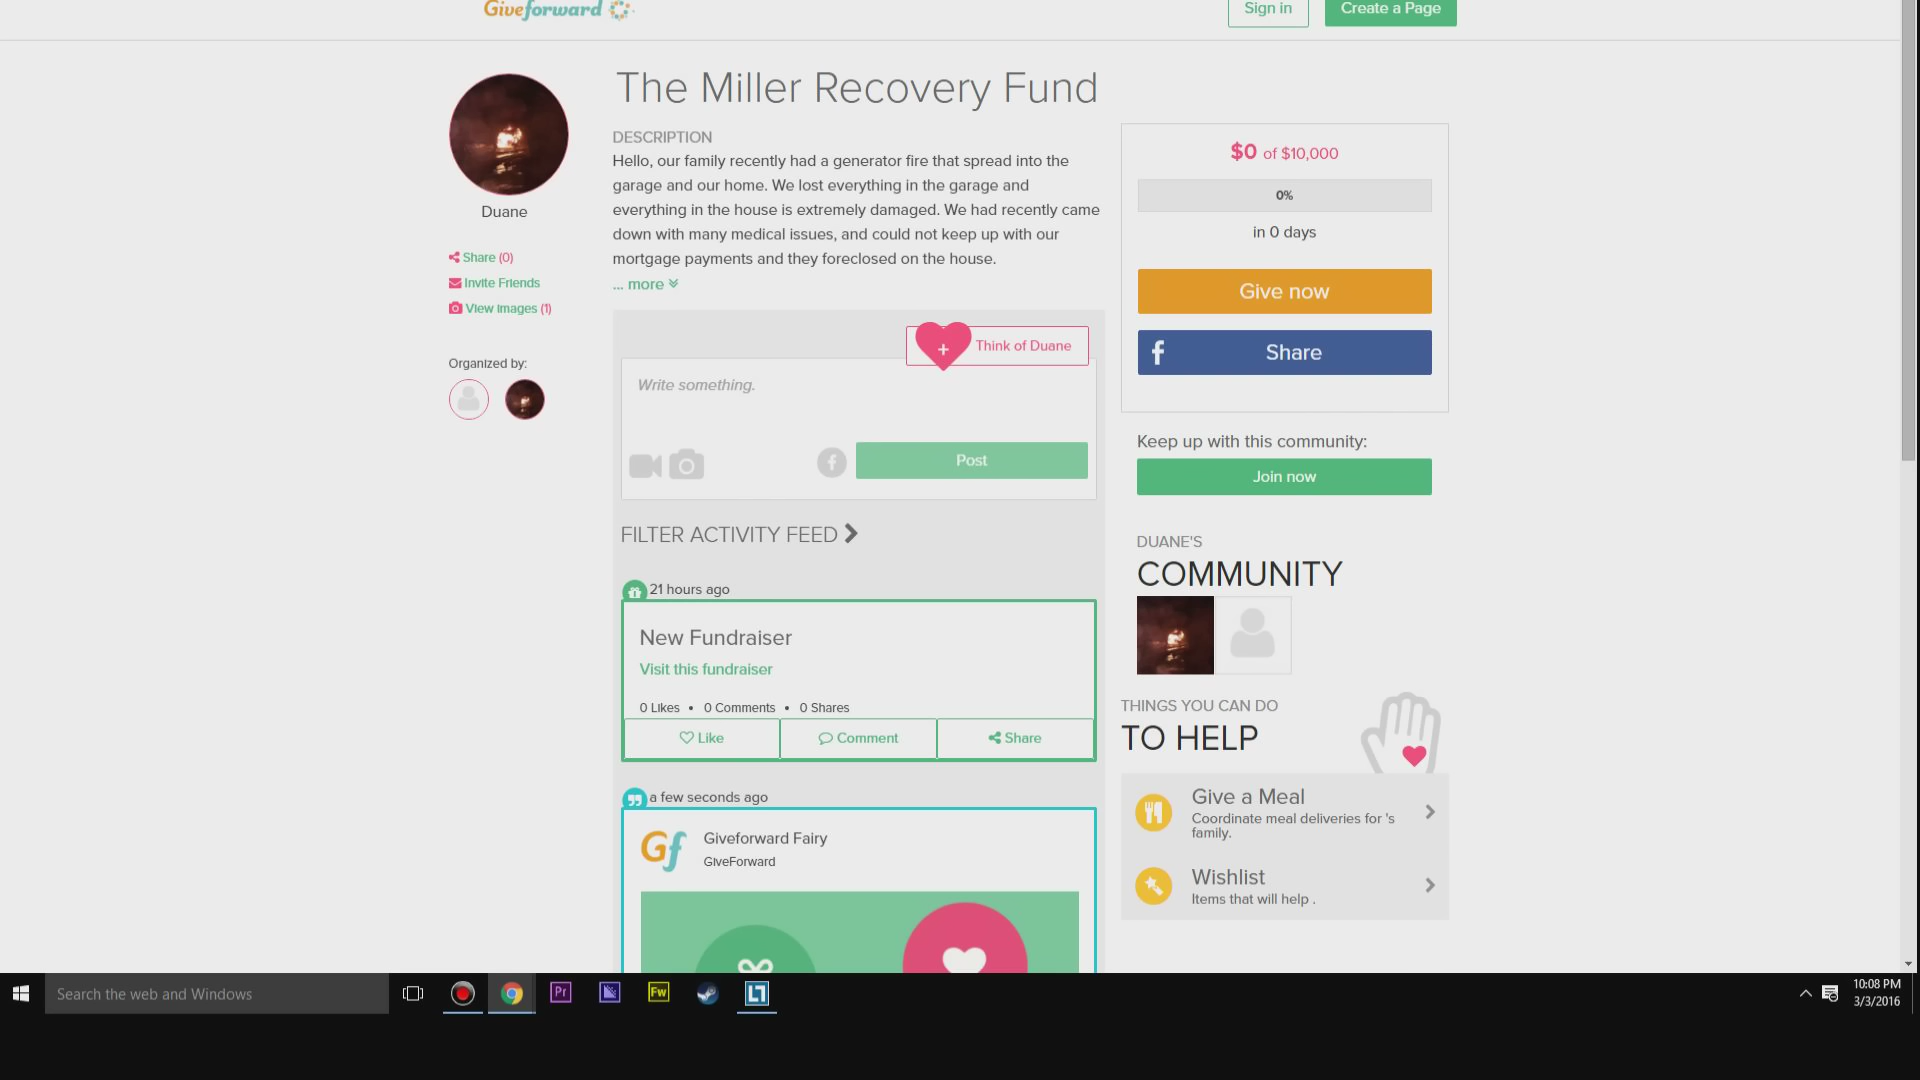 Giveforward
Sign in
Create a Page
The Miller Recovery Fund
Duane
Share (0)
Invite Friends
View Images (1)
Organized by:
DESCRIPTION
Hello, our family recently had a generator fire that spread into the
garage and our home. We lost everything in the garage and
everything in the house is extremely damaged. We had recently came
down with many medical issues, and could not keep up with our
mortgage payments and they foreclosed on the house.
... more
Think of Duane
Write something.
Post
FILTER ACTIVITY FEED
21 hours ago
New Fundraiser
Visit this fundraiser
0 Likes • 0 Comments • 0 Shares
Like
Comment
Share
a few seconds ago
Gf
Giveforward Fairy
GiveForward
$0 of $10,000
0%
in 0 days
Give now
f
Share
Keep up with this community:
Join now
DUANE'S
COMMUNITY
THINGS YOU CAN DO
TO HELP
Give a Meal
Coordinate meal deliveries for 's
family.
Wishlist
Items that will help .
Search the web and Windows
Pr
Fw
10:08 PM
3/3/2016